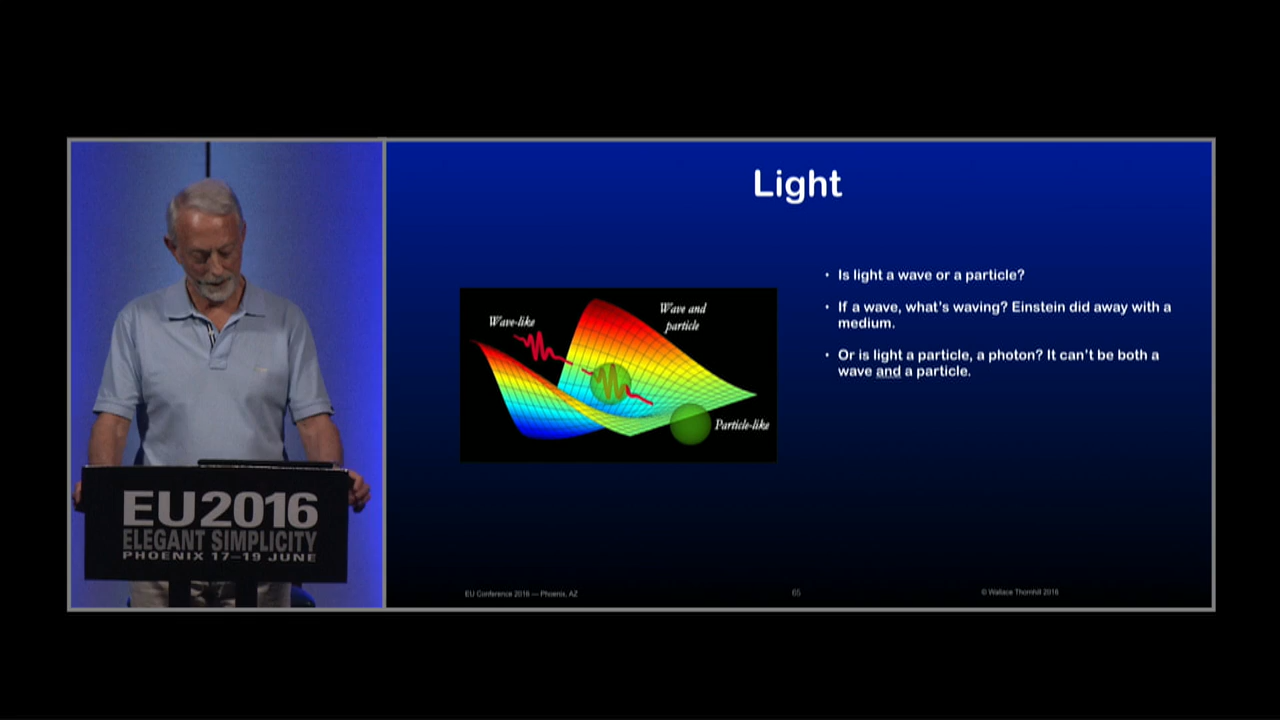 Light
Wave-like
Wave and
particle
Particle-like
• Is light a wave or a particle?
• If a wave, what's waving? Einstein did away with a
medium.
• Or is light a particle, a photon? It can't be both a
wave and a particle.
EU2016
ELEGANT SIMPLICITY
PHOENIX 17–19 JUNE
EU Conference 2016 — Phoenix, AZ
65
© Wallace Thornhill 2016